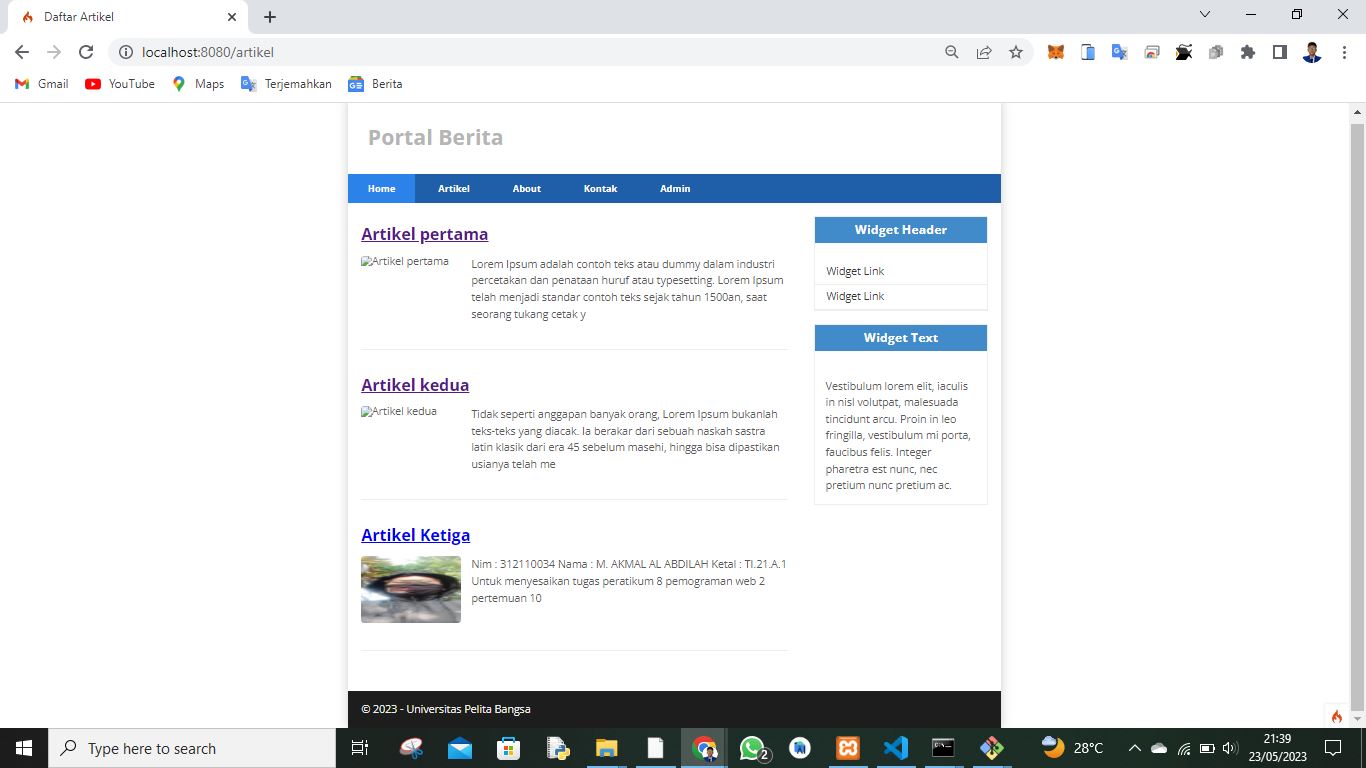 Daftar Artikel
localhost:8080/artikel
Gmail
YouTube
Maps
Terjemahkan
Berita
Portal Berita
Home
Artikel
About
Kontak
Admin
Artikel pertama
Artikel pertama
Lorem Ipsum adalah contoh teks atau dummy dalam industri
percetakan dan penataan huruf atau typesetting. Lorem Ipsum
telah menjadi standar contoh teks sejak tahun 1500an, saat
seorang tukang cetak y
Artikel kedua
Artikel kedua
Tidak seperti anggapan banyak orang, Lorem Ipsum bukanlah
teks-teks yang diacak. Ia berakar dari sebuah naskah sastra
latin klasik dari era 45 sebelum masehi, hingga bisa dipastikan
usianya telah me
Artikel Ketiga
Nim : 312110034 Nama : M. AKMAL AL ABDILAH Ketal : TI.21.A.1
Untuk menyesaikan tugas peratikum 8 pemograman web 2
pertemuan 10
Widget Header
Widget Link
Widget Link
Widget Text
Vestibulum lorem elit, iaculis
in nisl volutpat, malesuada
tincidunt arcu. Proin in leo
fringilla, vestibulum mi porta,
faucibus felis. Integer
pharetra est nunc, nec
pretium nunc pretium ac.
© 2023 - Universitas Pelita Bangsa
Type here to search
2
28°C
21:39
23/05/2023